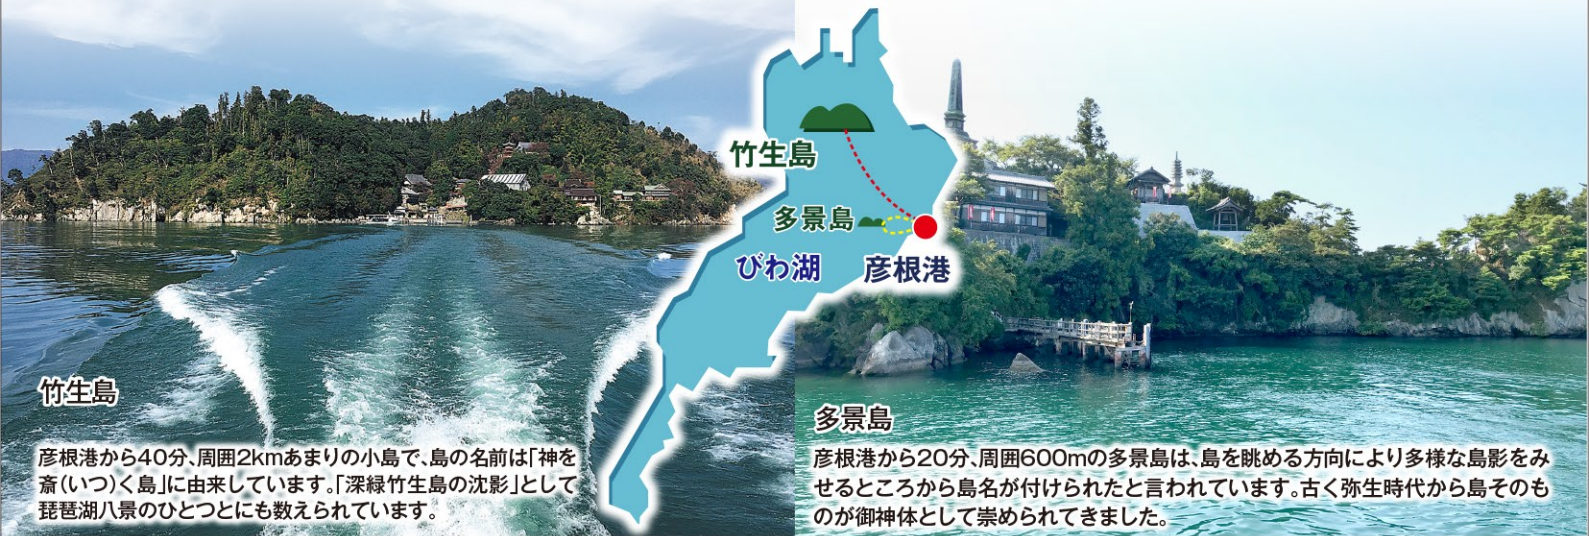 竹生島
多景島
びわ湖
彦根港
竹生島
彦根港から40分、周囲2kmあまりの小島で、島の名前は「神を
斎(いつ)く島」に由来しています。「深緑竹生島の沈影」として
琵琶湖八景のひとつとにも数えられています。
多景島
彦根港から20分、周囲600mの多景島は、島を眺める方向により多様な島影をみ
せるところから島名が付けられたと言われています。古く弥生時代から島そのも
のが御神体として崇められてきました。